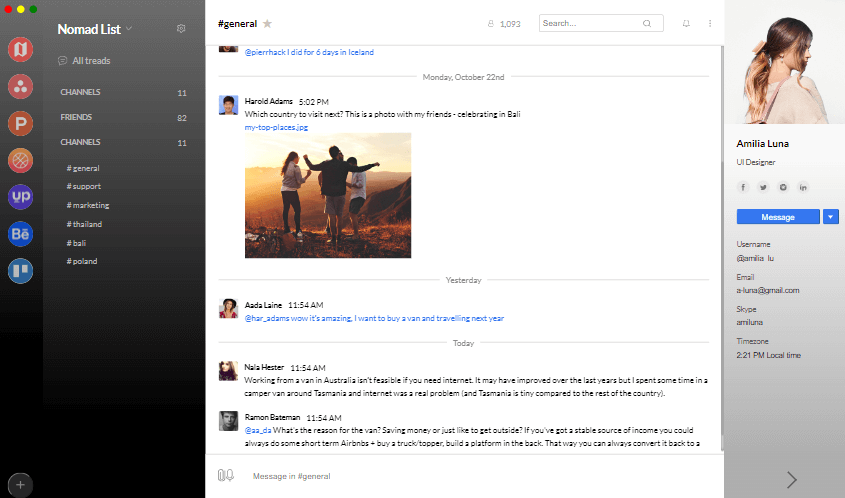 Nomad List
All treads
CHANNELS 11
FRIENDS 82
CHANNELS 11
# general
# support
# marketing
# thailand
# bali
# poland
P
up
Bē
#general
1,093
Search...
@pierrhack I did for 6 days in Iceland
Monday, October 22nd
Harold Adams 5:02 PM
Which country to visit next? This is a photo with my friends - celebrating in Bali
my-top-places.jpg
Yesterday
Aada Laine 11:54 AM
@har_adams wow it's amazing, I want to buy a van and travelling next year
Today
Nala Hester 11:54 AM
Working from a van in Australia isn't feasible if you need internet. It may have improved over the last years but I spent some time in a
camper van around Tasmania and internet was a real problem (and Tasmania is tiny compared to the rest of the country).
Ramon Bateman 11:54 AM
@aa_da What's the reason for the van? Saving money or just like to get outside? If you've got a stable source of income you could
always do some short term Airbnbs + buy a truck/topper, build a platform in the back. That way you can always convert it back to a
Message in #general
Amilia Luna
UI Designer
Message
Username
@amilia_lu
Email
a-luna@gmail.com
Skype
amiluna
Timezone
2:21 PM Local time